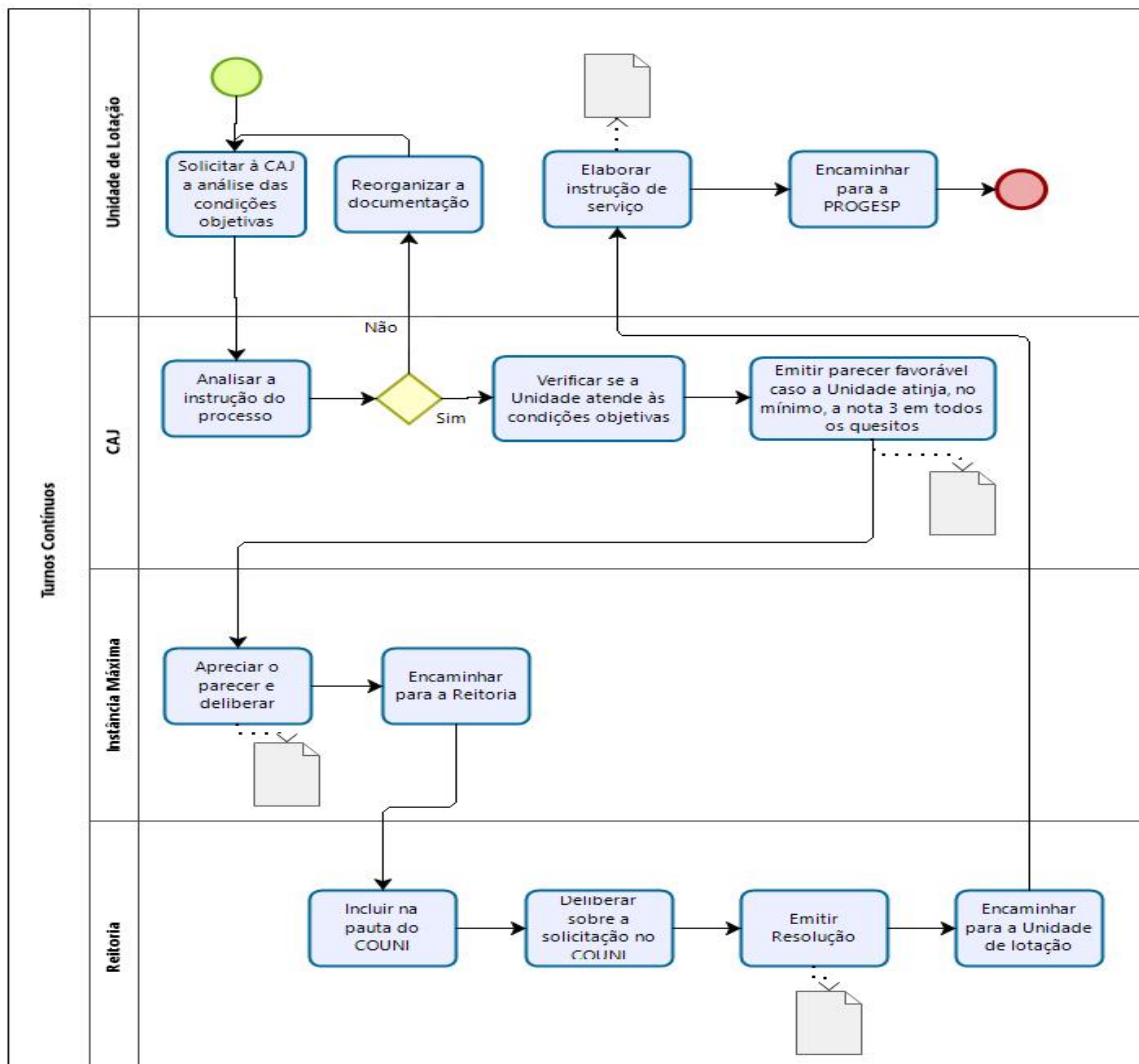 Turnos Contínuos
Unidade de Lotação
Solicitar à CAJ
a análise das
condições
objetivas
Reorganizar a
documentação
Elaborar
instrução de
serviço
Encaminhar
para a
PROGESP
CAJ
Analisar a
instrução do
processo
Não
Sim
Verificar se a
Unidade atende às
condições objetivas
Emitir parecer favorável
caso a Unidade atinja, no
mínimo, a nota 3 em todos
os quesitos
Instância Máxima
Apreciar o
parecer e
deliberar
Encaminhar
para a Reitoria
Reitoria
Incluir na
pauta do
COUNI
Deliberar
sobre a
solicitação no
COUNI
Emitir
Resolução
Encaminhar
para a Unidade
de lotação